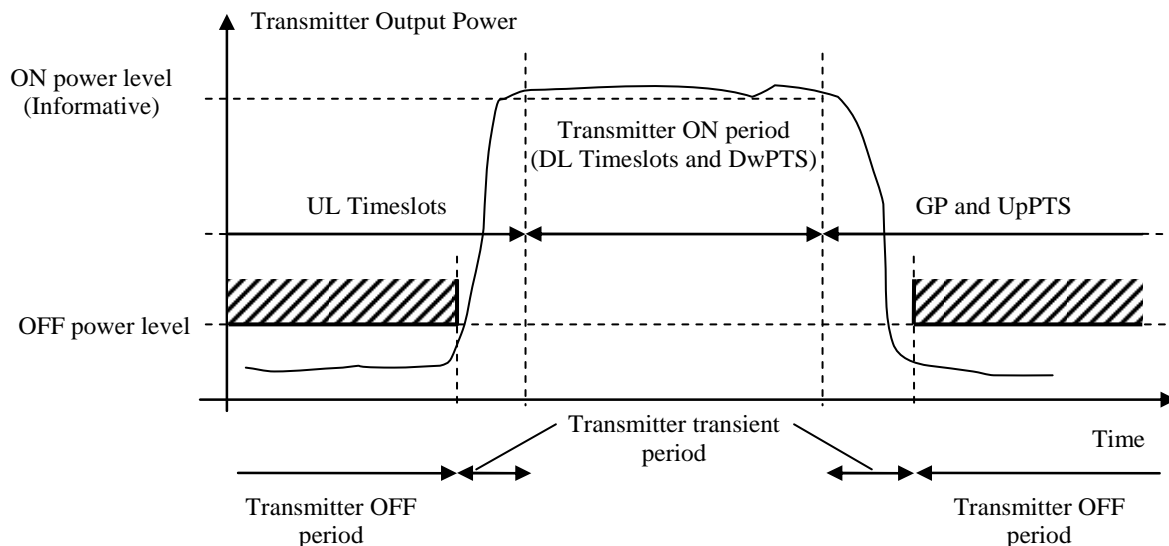 Transmitter Output Power
ON power level
(Informative)
Transmitter ON period
(DL Timeslots and DwPTS)
UL Timeslots
GP and UpPTS
OFF power level
Transmitter transient
period
Time
Transmitter OFF
period
Transmitter OFF
period